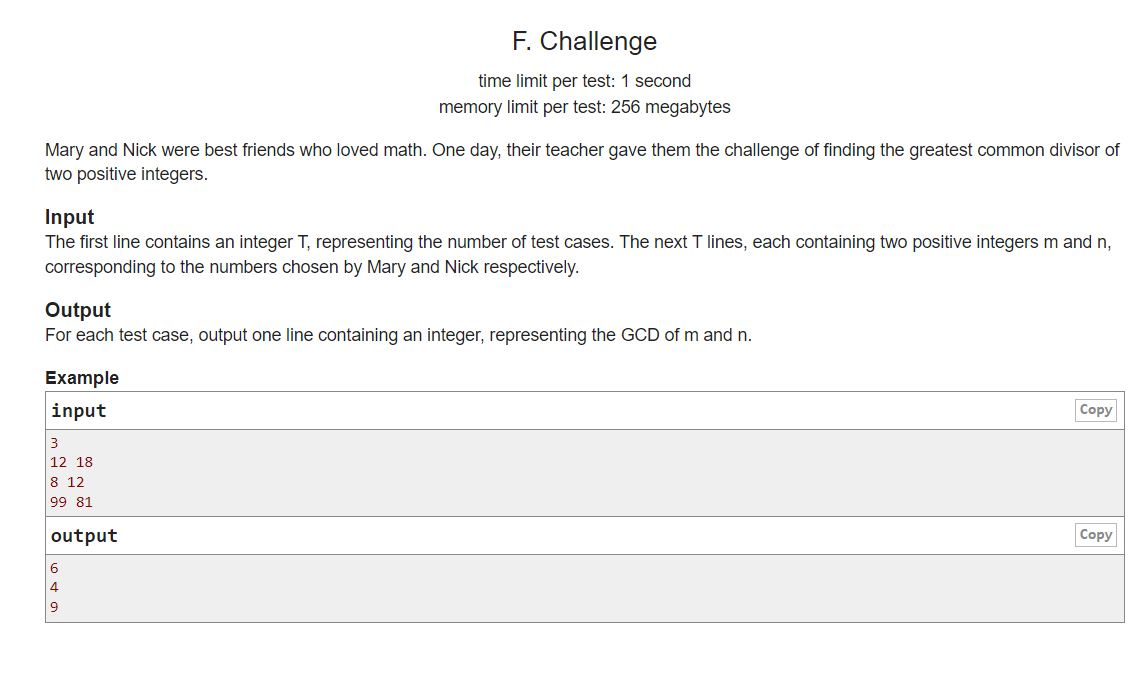 F. Challenge
time limit per test: 1 second
memory limit per test: 256 megabytes
Mary and Nick were best friends who loved math. One day, their teacher gave them the challenge of finding the greatest common divisor of
two positive integers.
Input
The first line contains an integer T, representing the number of test cases. The next T lines, each containing two positive integers m and n,
corresponding to the numbers chosen by Mary and Nick respectively.
Output
For each test case, output one line containing an integer, representing the GCD of m and n.
Example
input Copy
3
12 18
8 12
99 81
output Copy
6
4
9